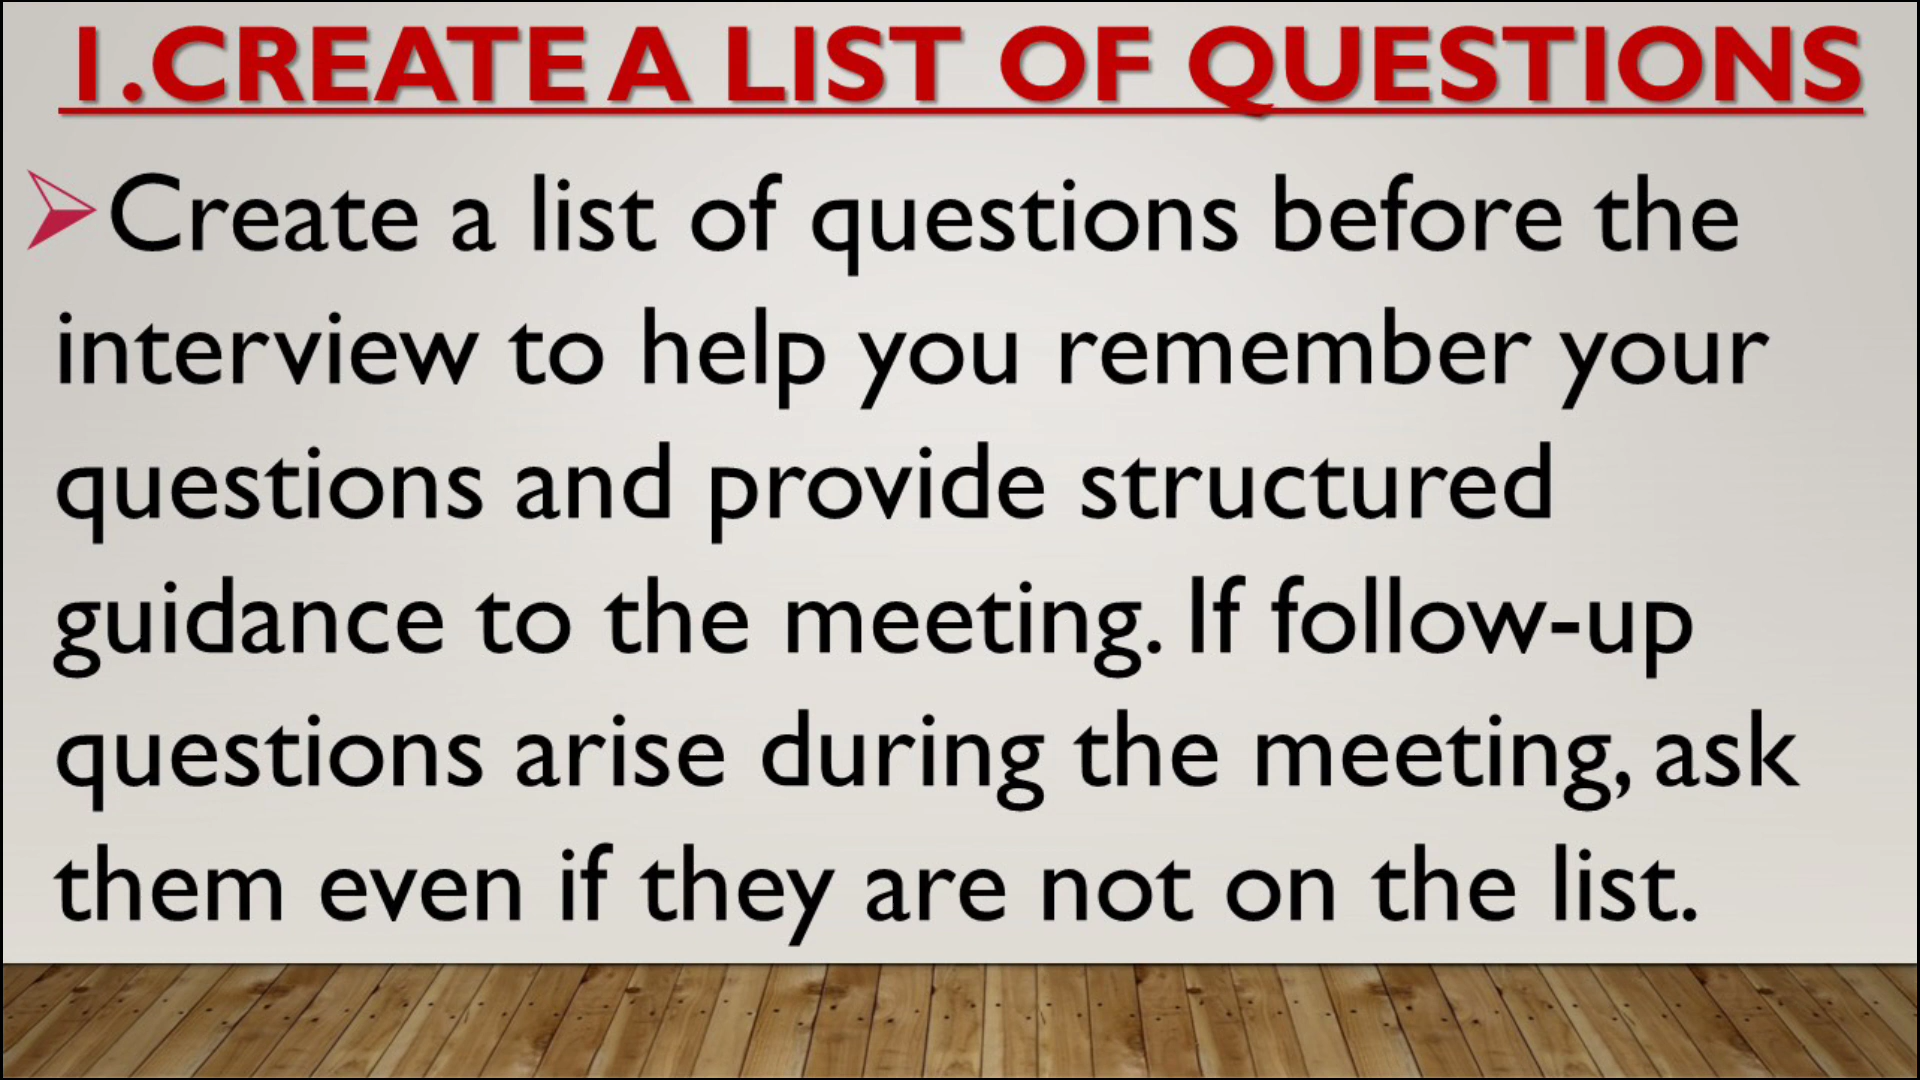 1.CREATE A LIST OF QUESTIONS
Create a list of questions before the
interview to help you remember your
questions and provide structured
guidance to the meeting. If follow-up
questions arise during the meeting, ask
them even if they are not on the list.